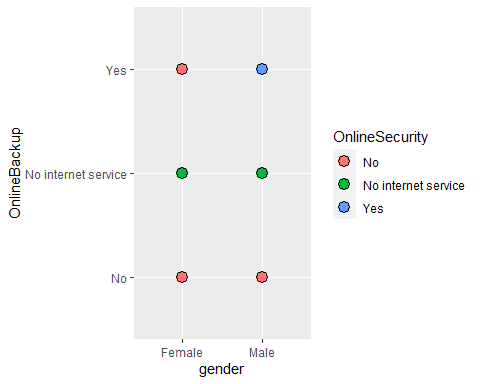 OnlineBackup
Yes
No internet service
No
Female Male
gender
OnlineSecurity
No
No internet service
Yes